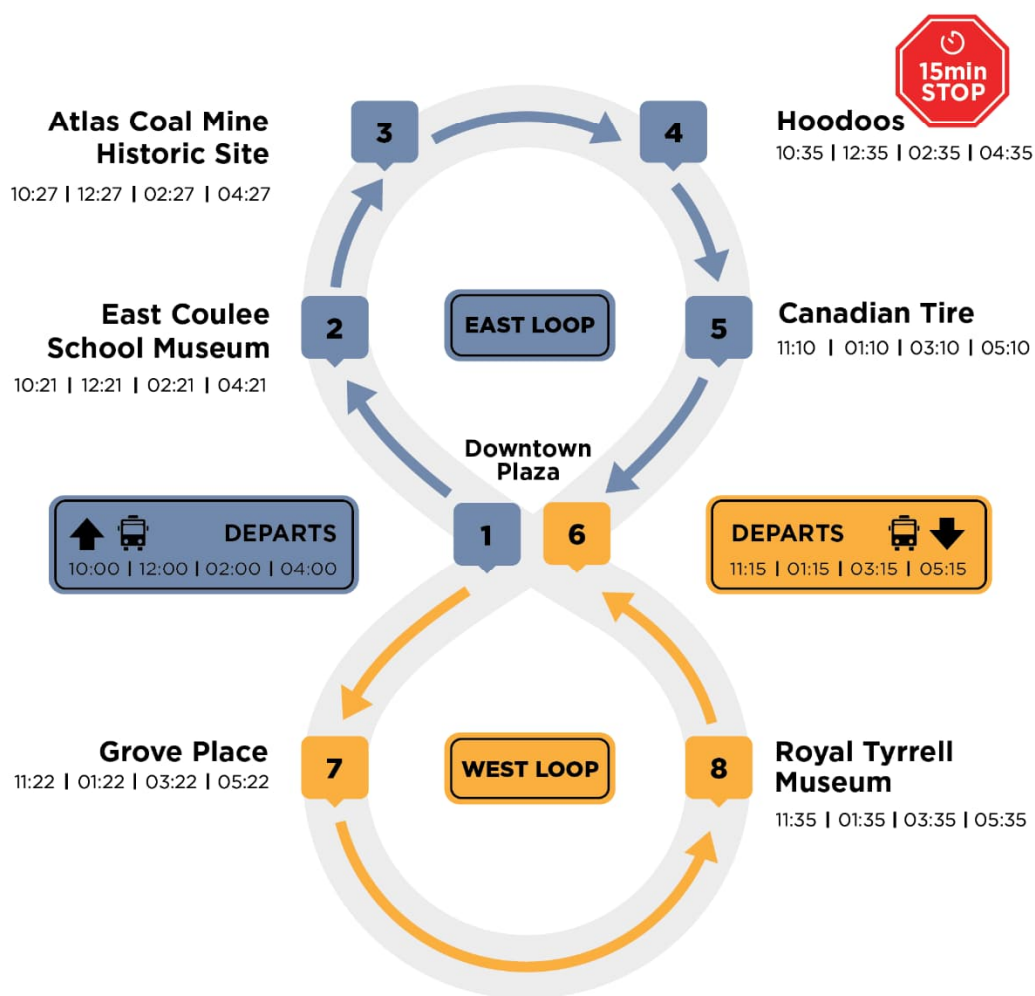 15min
STOP
Atlas Coal Mine
Historic Site
10:27 | 12:27 | 02:27 | 04:27
3
4
Hoodoos
10:35 | 12:35 | 02:35 | 04:35
East Coulee
School Museum
10:21 | 12:21 | 02:21 | 04:21
2
EAST LOOP
5
Canadian Tire
11:10 | 01:10 | 03:10 | 05:10
Downtown
Plaza
DEPARTS
10:00 | 12:00 | 02:00 | 04:00
1
6
DEPARTS
11:15 | 01:15 | 03:15 | 05:15
Grove Place
11:22 | 01:22 | 03:22 | 05:22
7
WEST LOOP
8
Royal Tyrrell
Museum
11:35 | 01:35 | 03:35 | 05:35